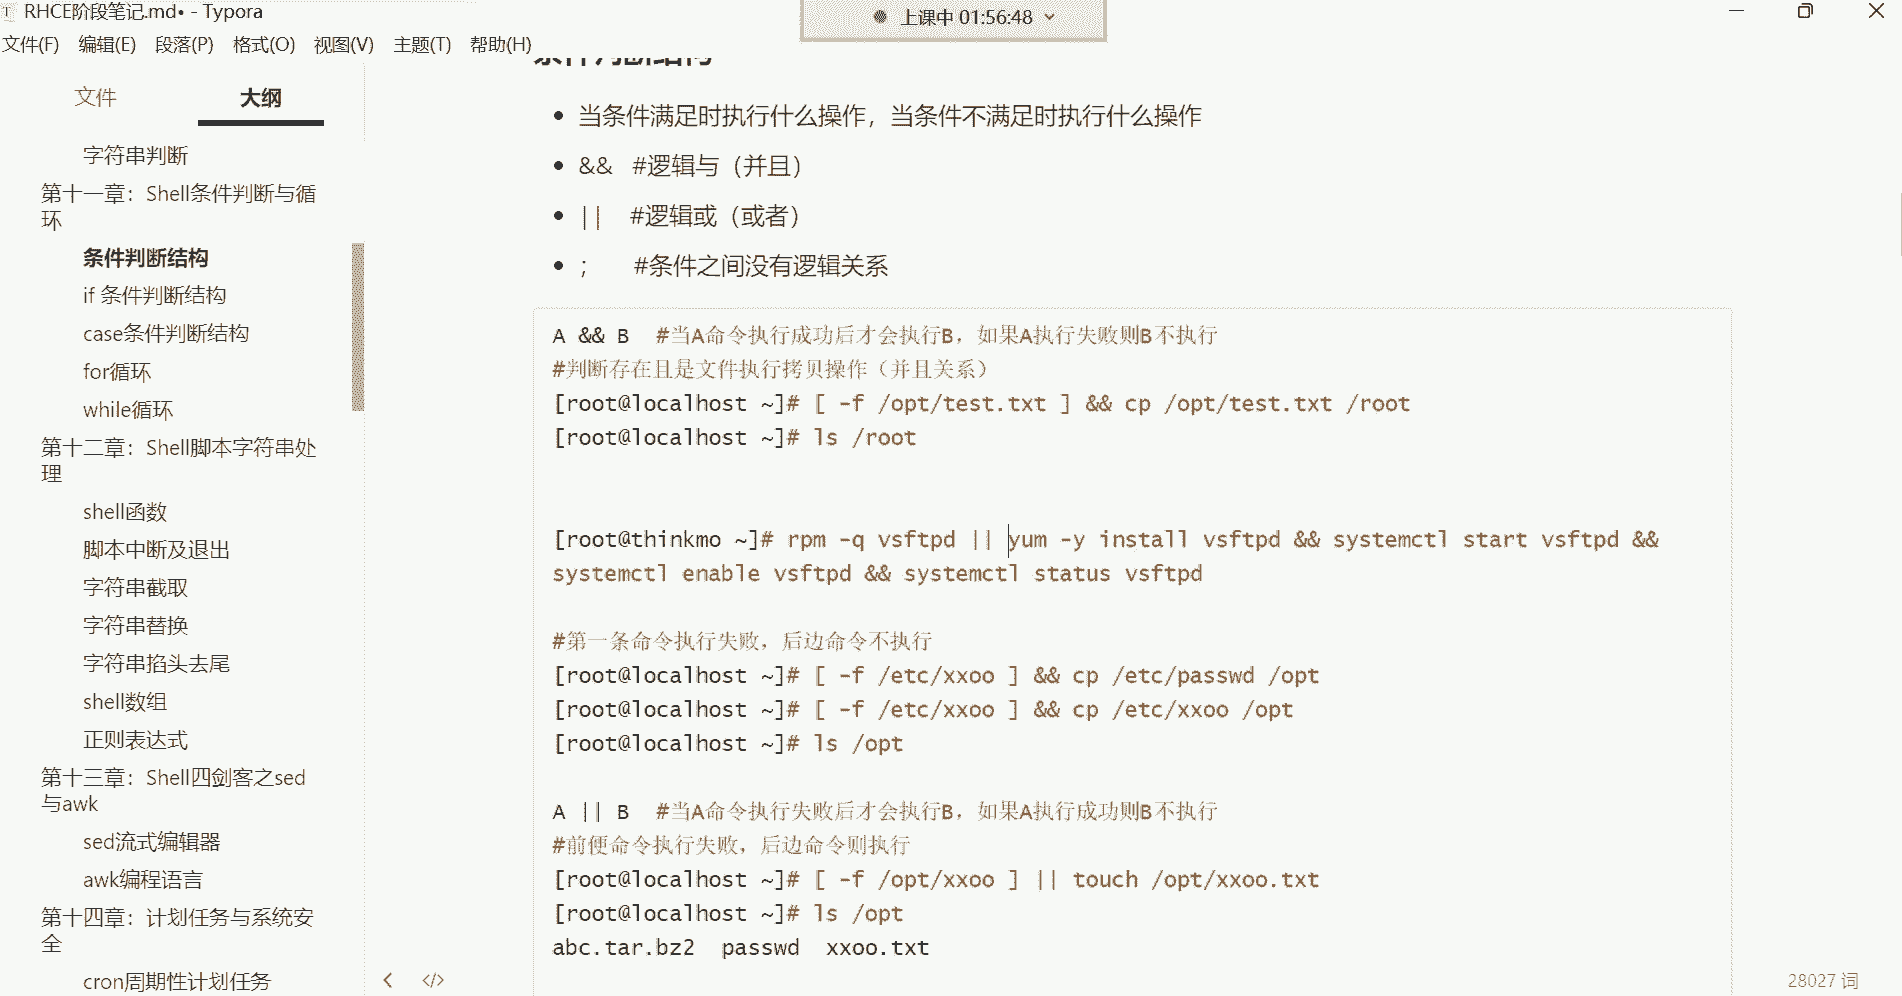 RHCE阶段笔记.md• - Typora
上课中 01:56:48
文件(F) 编辑(E) 段落(P) 格式(O) 视图(V) 主题(T) 帮助(H)
文件 大纲
字符串判断
第十一章：Shell条件判断与循
环
条件判断结构
if 条件判断结构
case条件判断结构
for循环
while循环
第十二章：Shell脚本字符串处
理
shell函数
脚本中断及退出
字符串截取
字符串替换
字符串掐头去尾
shell数组
正则表达式
第十三章：Shell四剑客之sed
与awk
sed流式编辑器
awk编程语言
第十四章：计划任务与系统安
全
cron周期性计划任务
条件判断结构
• 当条件满足时执行什么操作，当条件不满足时执行什么操作
• && #逻辑与（并且）
• || #逻辑或（或者）
• ; #条件之间没有逻辑关系
A && B #当A命令执行成功后才会执行B，如果A执行失败则B不执行
#判断存在且是文件执行拷贝操作（并且关系）
[root@localhost ~]# [ -f /opt/test.txt ] && cp /opt/test.txt /root
[root@localhost ~]# ls /root
[root@thinkmo ~]# rpm -q vsftpd || yum -y install vsftpd && systemctl start vsftpd &&
systemctl enable vsftpd && systemctl status vsftpd
#第一条命令执行失败，后边命令不执行
[root@localhost ~]# [ -f /etc/xxoo ] && cp /etc/passwd /opt
[root@localhost ~]# [ -f /etc/xxoo ] && cp /etc/xxoo /opt
[root@localhost ~]# ls /opt
A || B #当A命令执行失败后才会执行B，如果A执行成功则B不执行
#前便命令执行失败，后边命令则执行
[root@localhost ~]# [ -f /opt/xxoo ] || touch /opt/xxoo.txt
[root@localhost ~]# ls /opt
abc.tar.bz2 passwd xxoo.txt
28027 词